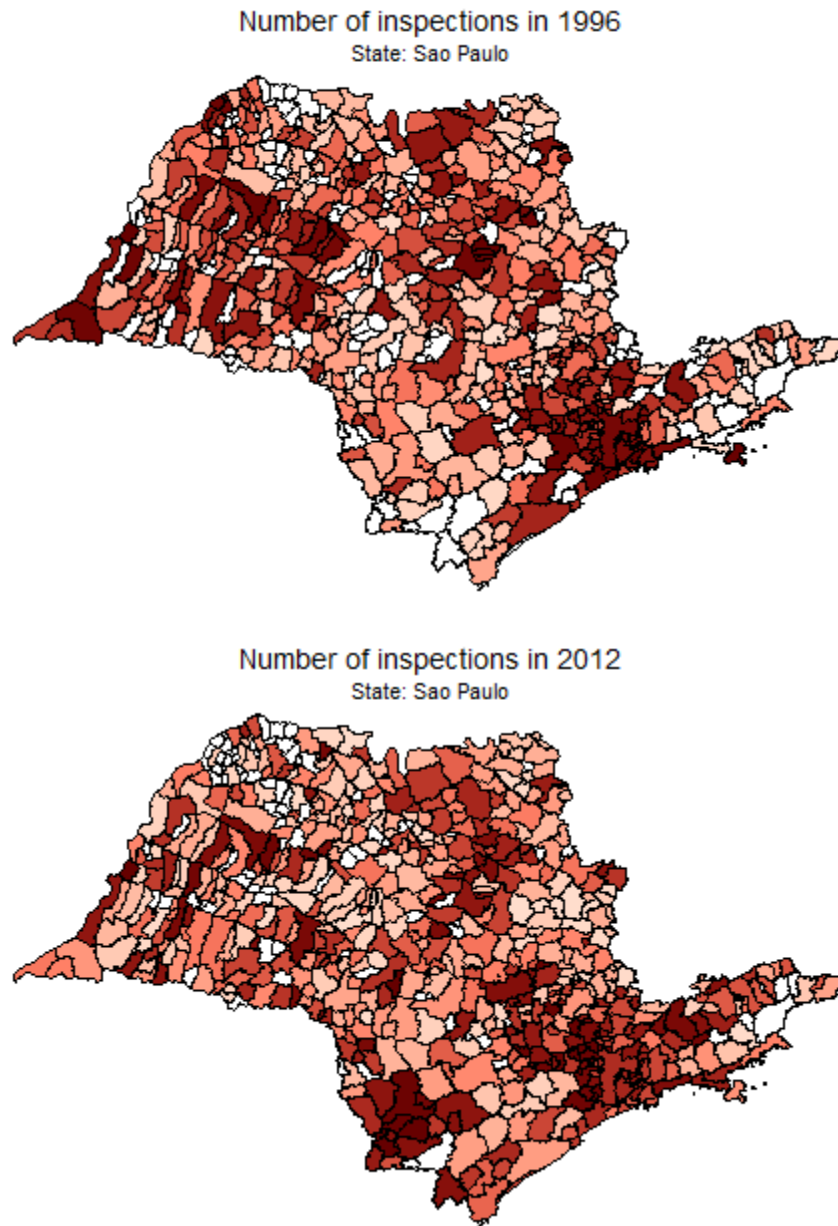 Number of inspections in 1996
State: Sao Paulo
Number of inspections in 2012
State: Sao Paulo